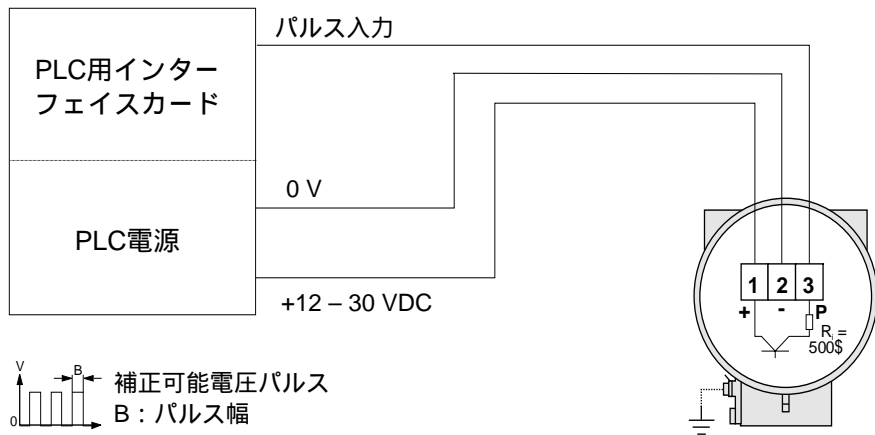 パルス入力
PLC用インター
フェイスカード
0 V
PLC電源
+12 – 30 VDC
1 2 3
+ - P
Ri =
500$
V
B
0
補正可能電圧パルス
B：パルス幅